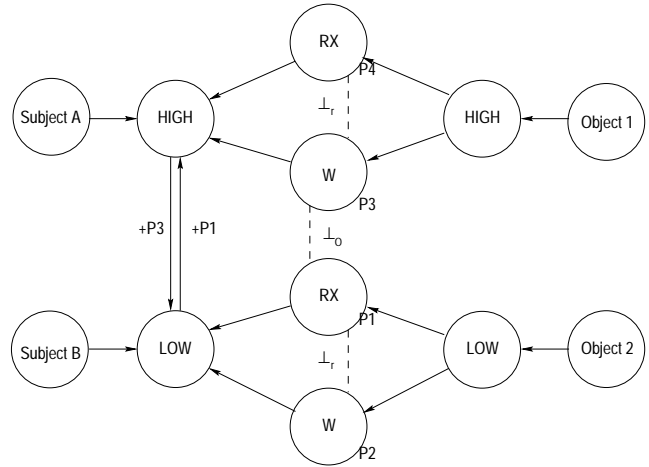 RX
P4
Subject A
HIGH
⊥r
HIGH
Object 1
W
P3
+P3
+P1
⊥O
RX
P1
Subject B
LOW
⊥r
LOW
Object 2
W
P2